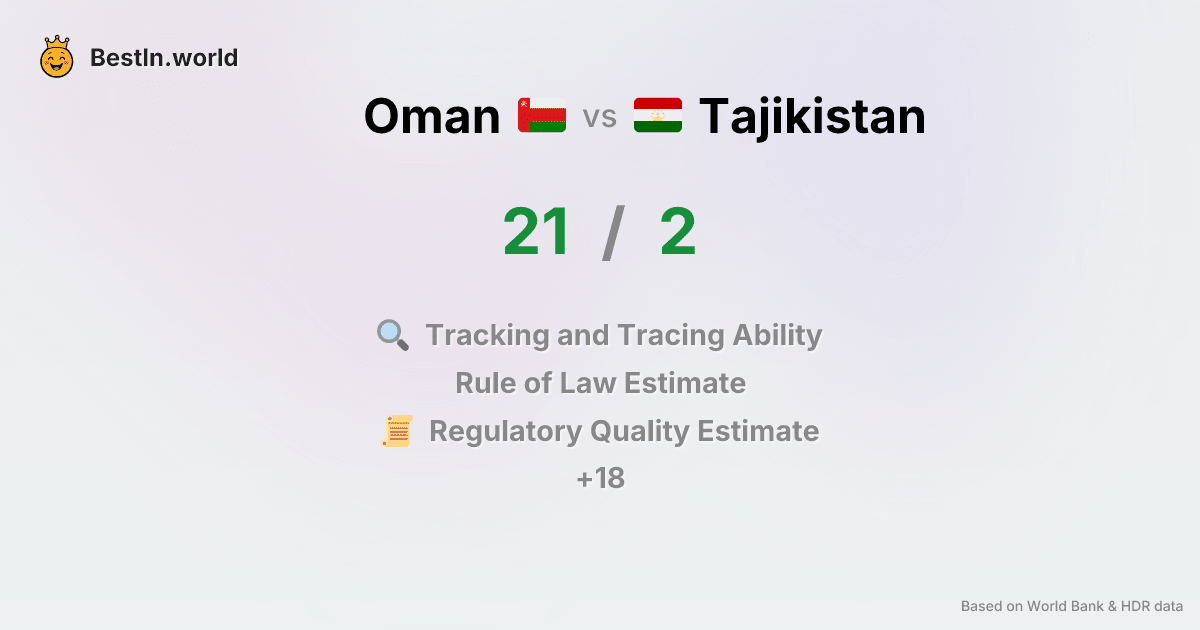 BestIn.world
Oman vs Tajikistan
21 / 2
Tracking and Tracing Ability
Rule of Law Estimate
Regulatory Quality Estimate
+18
Based on World Bank & HDR data